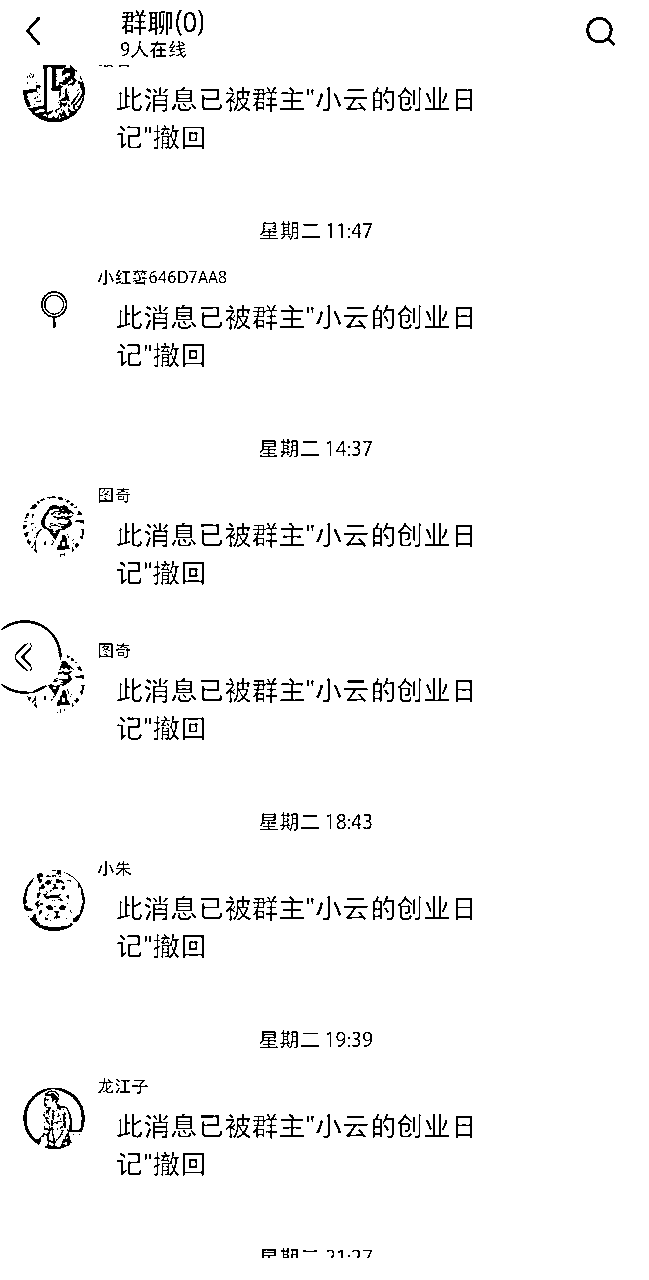 群聊(0)
9人在线
此消息已被群主"小云的创业日
记"撤回
星期二 11:47
小红薯646D7AA8
此消息已被群主"小云的创业日
记"撤回
星期二 14:37
图奇
此消息已被群主"小云的创业日
记"撤回
图奇
此消息已被群主"小云的创业日
记"撤回
星期二 18:43
小朱
此消息已被群主"小云的创业日
记"撤回
星期二 19:39
龙江子
此消息已被群主"小云的创业日
记"撤回
星期二 21:27